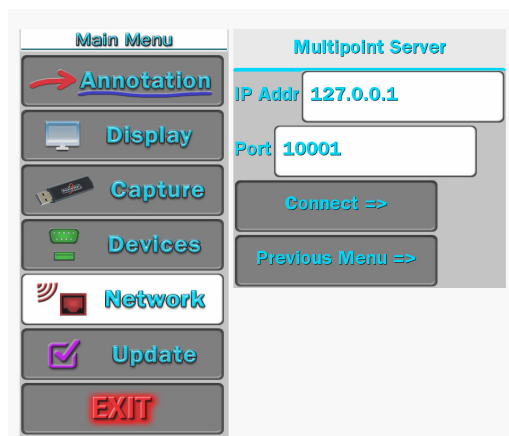 Main Menu
Annotation
Display
Capture
Devices
Network
Update
EXIT
Multipoint Server
IP Addr 127.0.0.1
Port 10001
Connect =>
Previous Menu =>